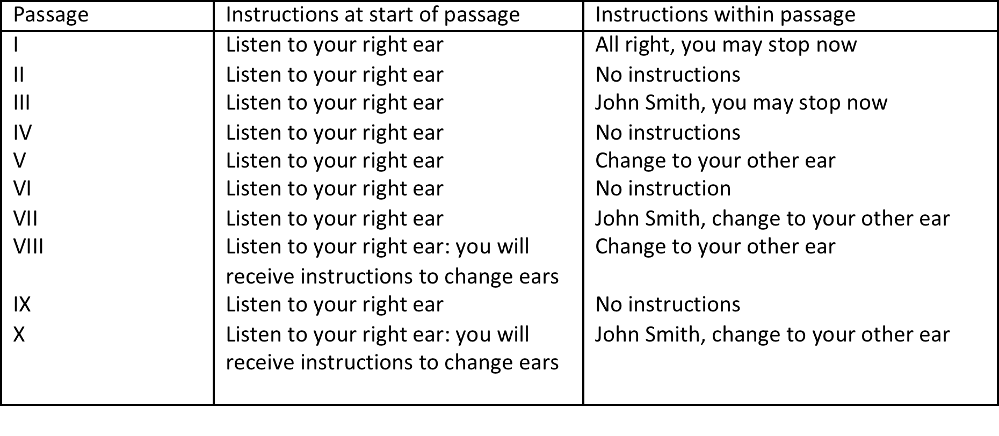 Passage Instructions at start of passage Instructions within passage
I Listen to your right ear All right, you may stop now
II Listen to your right ear No instructions
III Listen to your right ear John Smith, you may stop now
IV Listen to your right ear No instructions
V Listen to your right ear Change to your other ear
VI Listen to your right ear No instruction
VII Listen to your right ear John Smith, change to your other ear
VIII Listen to your right ear: you will Change to your other ear
receive instructions to change ears
IX Listen to your right ear No instructions
X Listen to your right ear: you will John Smith, change to your other ear
receive instructions to change ears